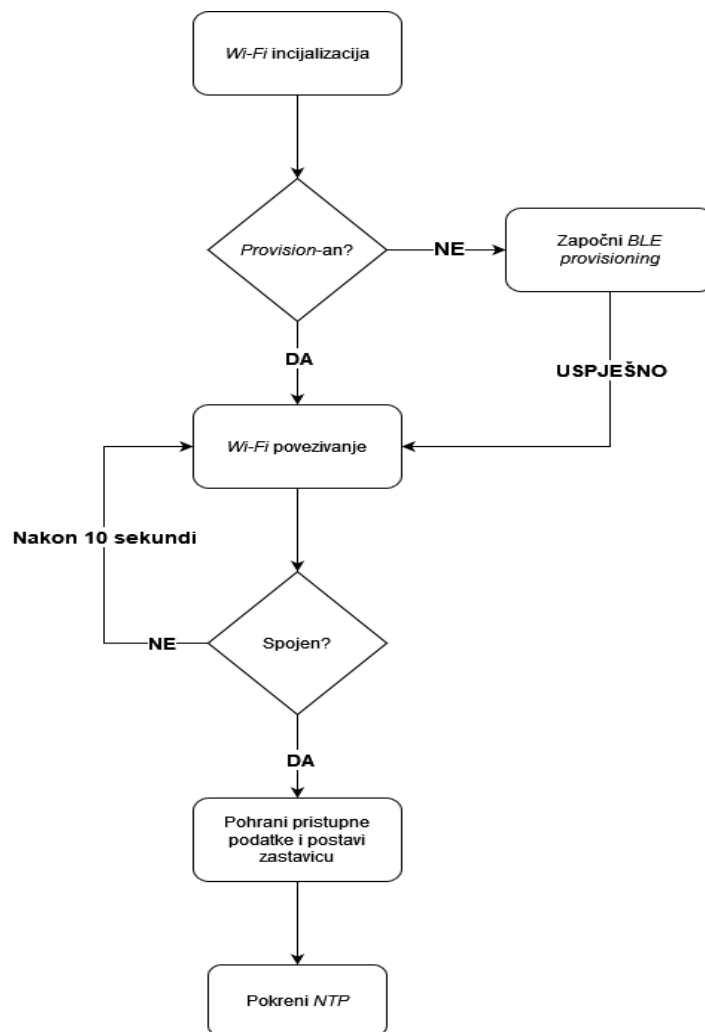 Wi-Fi incijalizacija
Provision-an?
NE
Započni BLE
provisioning
DA
USPJEŠNO
Wi-Fi povezivanje
Nakon 10 sekundi
Spojen?
NE
DA
Pohrani pristupne
podatke i postavi
zastavicu
Pokreni NTP